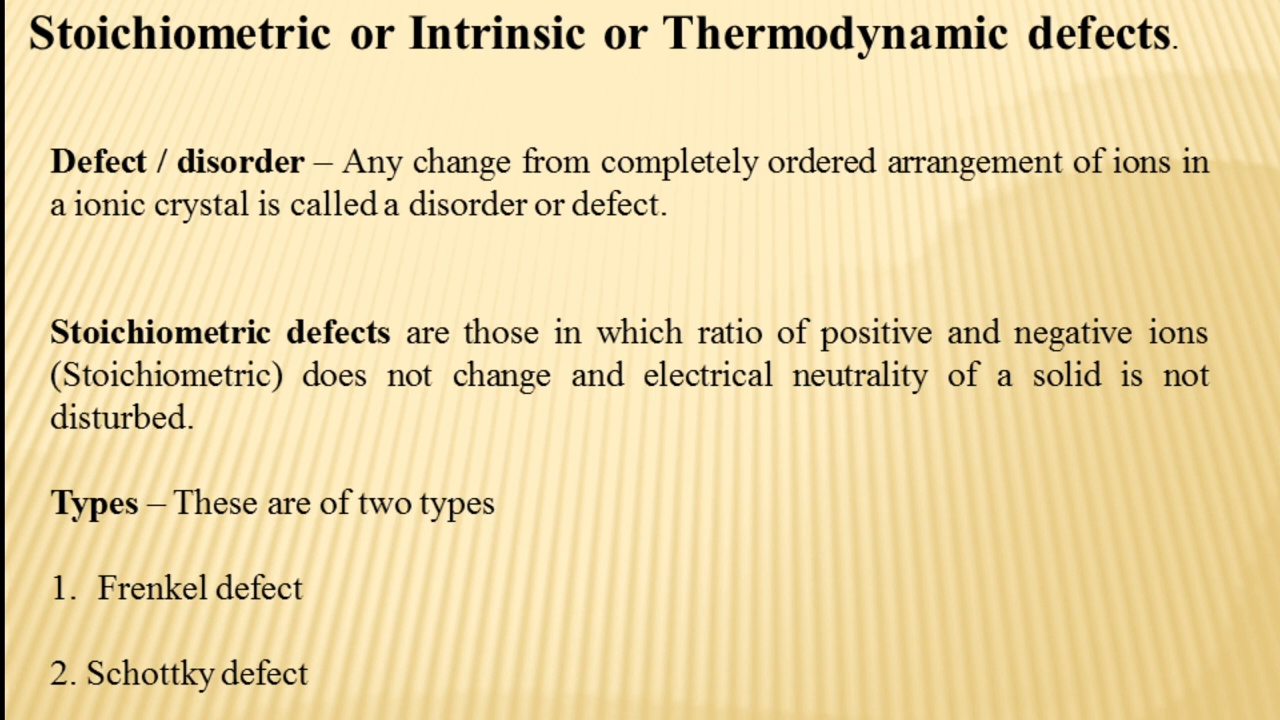 Stoichiometric or Intrinsic or Thermodynamic defects.
Defect / disorder – Any change from completely ordered arrangement of ions in
a ionic crystal is called a disorder or defect.
Stoichiometric defects are those in which ratio of positive and negative ions
(Stoichiometric) does not change and electrical neutrality of a solid is not
disturbed.
Types – These are of two types
1. Frenkel defect
2. Schottky defect